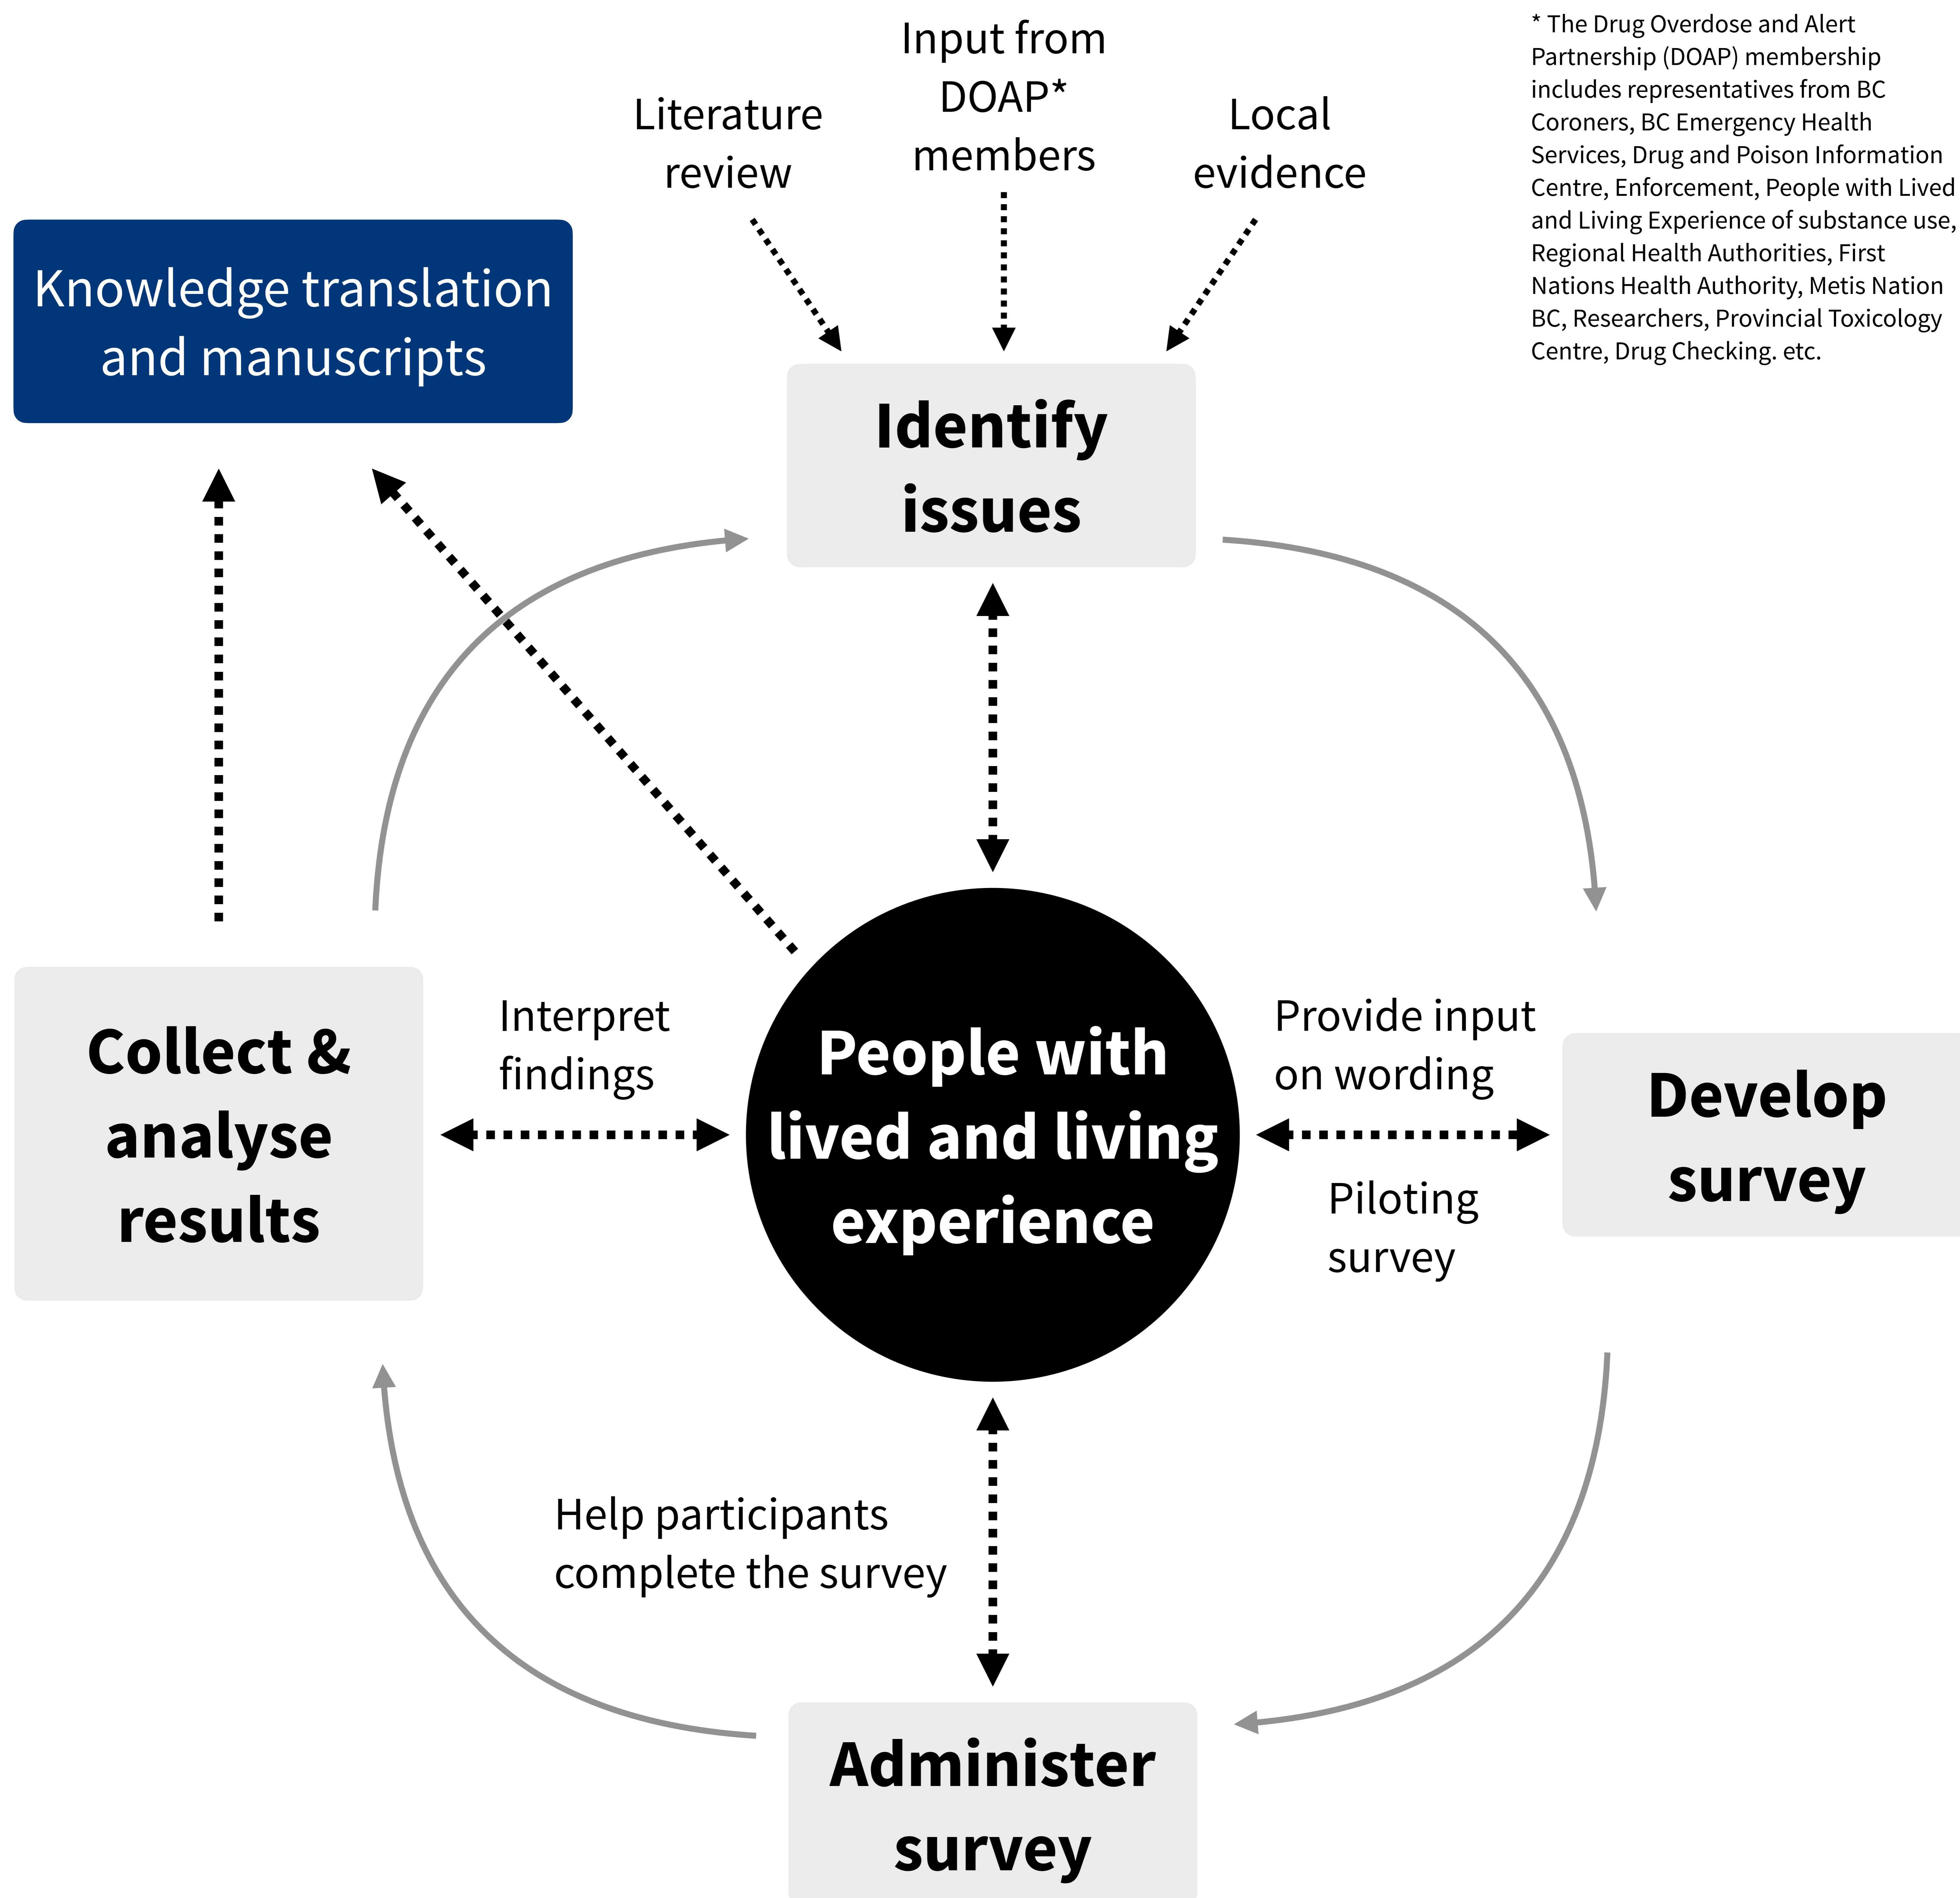 Input from
DOAP*
members
Literature
review
Local
evidence
* The Drug Overdose and Alert
Partnership (DOAP) membership
includes representatives from BC
Coroners, BC Emergency Health
Services, Drug and Poison Information
Centre, Enforcement, People with Lived
and Living Experience of substance use,
Regional Health Authorities, First
Nations Health Authority, Metis Nation
BC, Researchers, Provincial Toxicology
Centre, Drug Checking. etc.
Knowledge translation
and manuscripts
Identify
issues
Collect &
analyse
results
Interpret
findings
People with
lived and living
experience
Provide input
on wording
Piloting
survey
Develop
survey
Help participants
complete the survey
Administer
survey